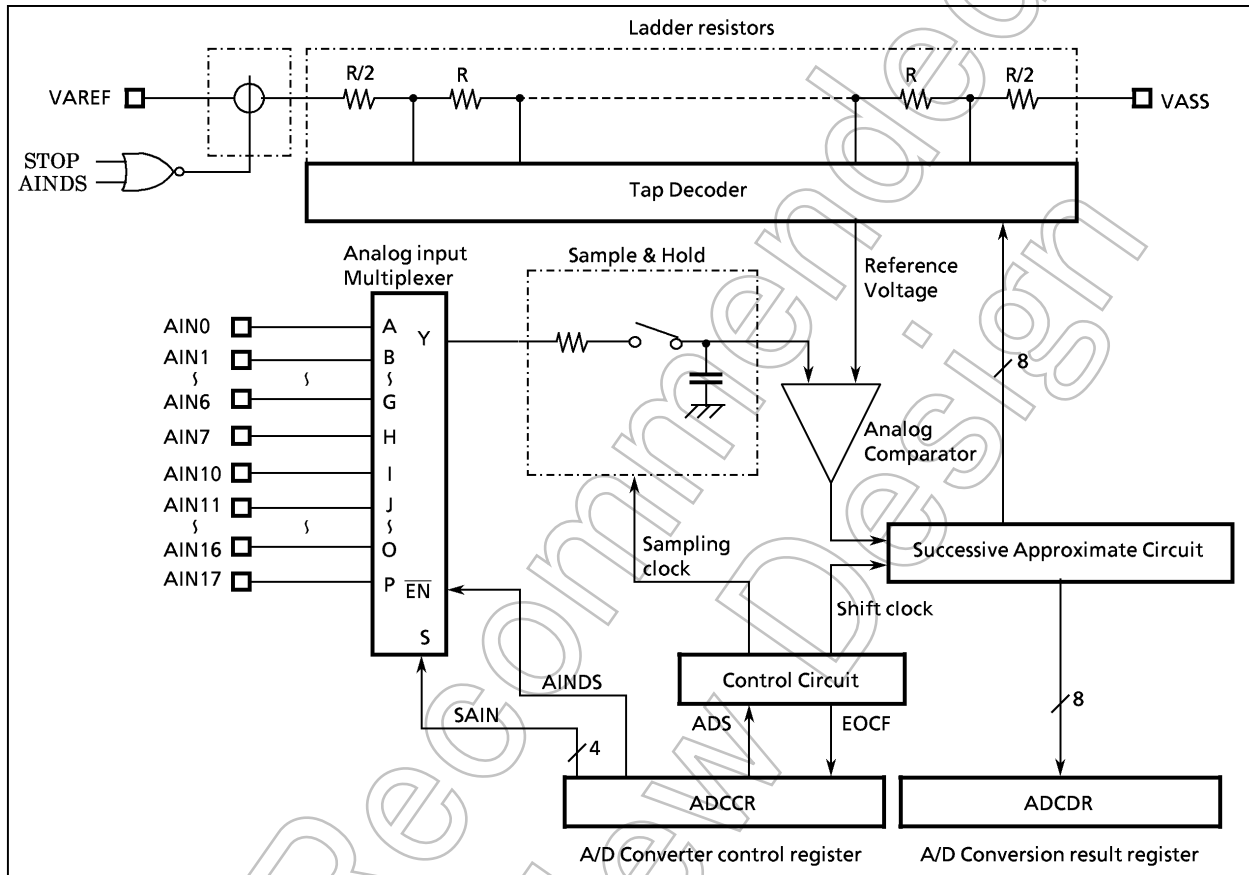 Ladder resistors
R/2
R
R
R/2
VAREF
VASS
STOP
AINDS
Tap Decoder
Analog input
Multiplexer
Sample & Hold
Reference
Voltage
AIN0
A
Y
AIN1
B
8
AIN6
G
AIN7
H
Analog
Comparator
AIN10
I
AIN11
J
AIN16
O
Sampling
clock
Successive Approximate Circuit
AIN17
P
EN
Shift clock
S
Control Circuit
AINDS
SAIN
ADS
EOCF
8
4
ADCCR
ADCDR
A/D Converter control register
A/D Conversion result register
Recommended
Design